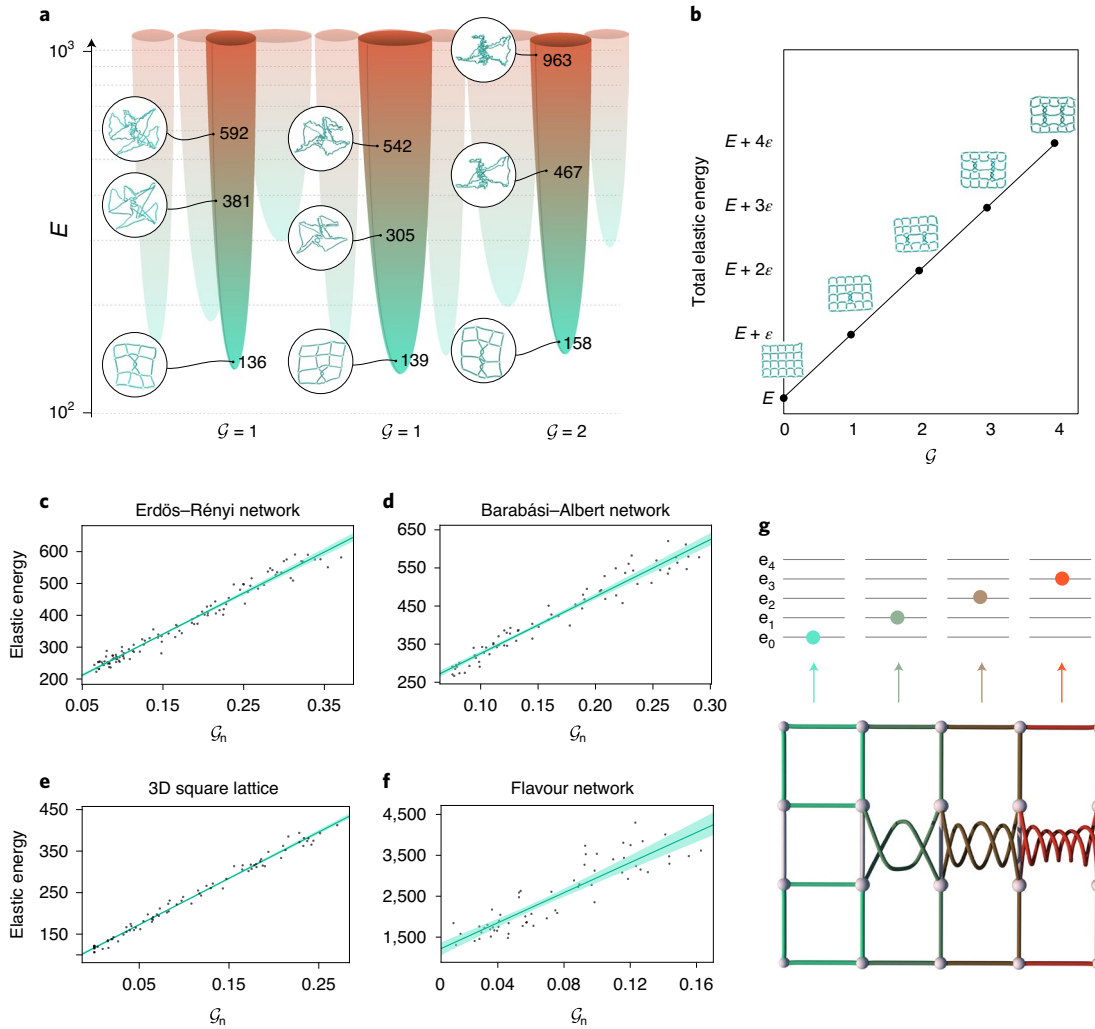 a
E
10³
10²
592
381
136
542
305
139
963
467
158
𝒢 = 1
𝒢 = 1
𝒢 = 2
b
Total elastic energy
E + 4ε
E + 3ε
E + 2ε
E + ε
E
0 1 2 3 4
𝒢
c
Erdös–Rényi network
Elastic energy
600
500
400
300
200
0.05 0.15 0.25 0.35
𝒢n
d
Barabási–Albert network
650
550
450
350
250
0.10 0.15 0.20 0.25 0.30
𝒢n
e
3D square lattice
Elastic energy
450
350
250
150
0.05 0.15 0.25
𝒢n
f
Flavour network
4,500
3,500
2,500
1,500
0 0.04 0.08 0.12 0.16
𝒢n
g
e₄
e₃
e₂
e₁
e₀